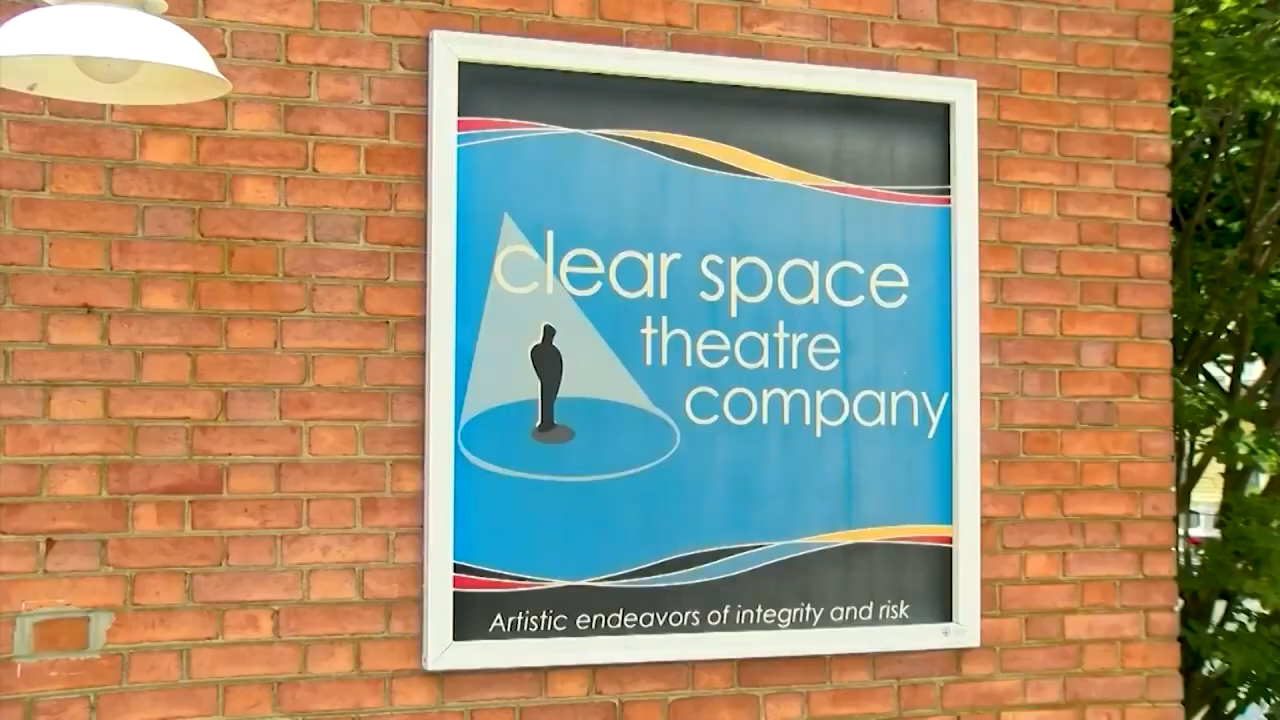 clear space
theatre
company
Artistic endeavors of integrity and risk